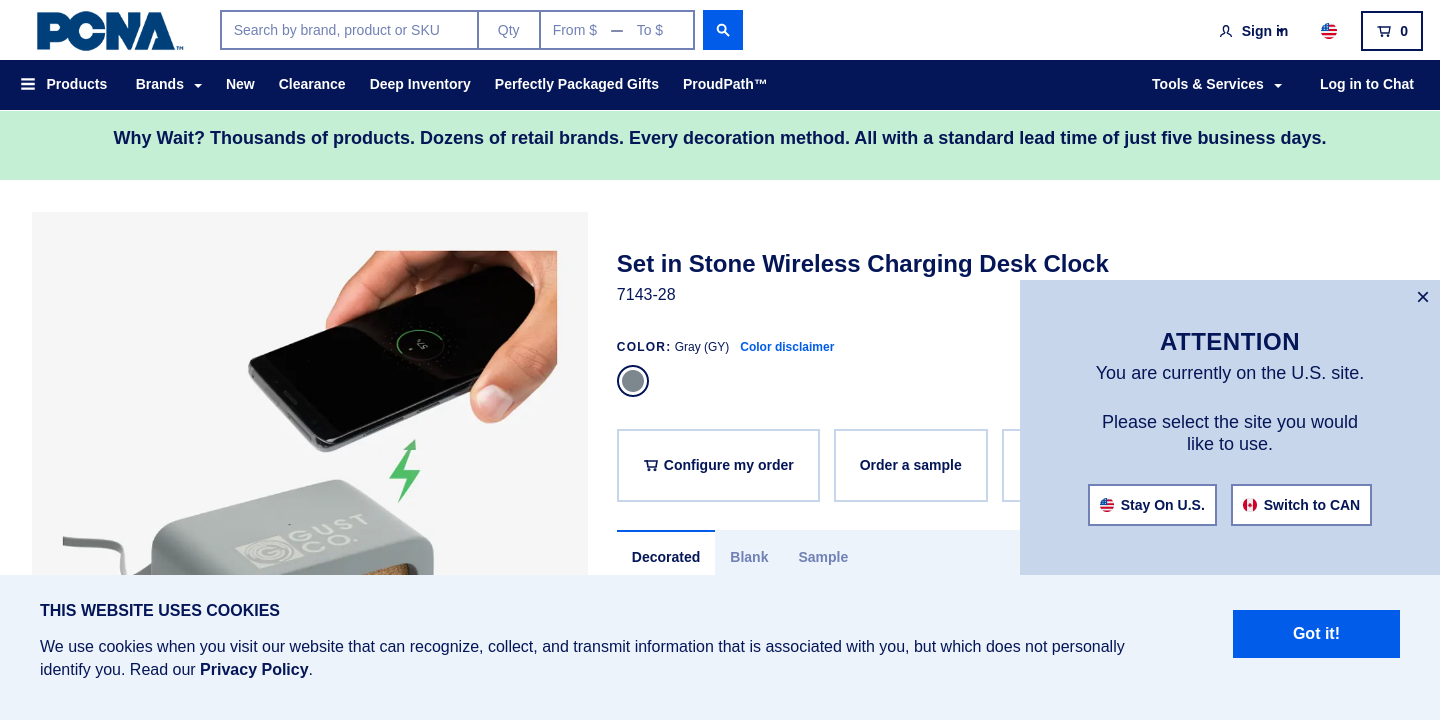 PCNA™
Search by brand, product or SKU
Qty
From $ — To $
Sign in
0
Products
Brands
New
Clearance
Deep Inventory
Perfectly Packaged Gifts
ProudPath™
Tools & Services
Log in to Chat
Why Wait? Thousands of products. Dozens of retail brands. Every decoration method. All with a standard lead time of just five business days.
GUST
CO.
Set in Stone Wireless Charging Desk Clock
7143-28
COLOR: Gray (GY) Color disclaimer
Configure my order
Order a sample
Decorated
Blank
Sample
×
ATTENTION
You are currently on the U.S. site.
Please select the site you would
like to use.
Stay On U.S.
Switch to CAN
THIS WEBSITE USES COOKIES
We use cookies when you visit our website that can recognize, collect, and transmit information that is associated with you, but which does not personally
identify you. Read our Privacy Policy.
Got it!